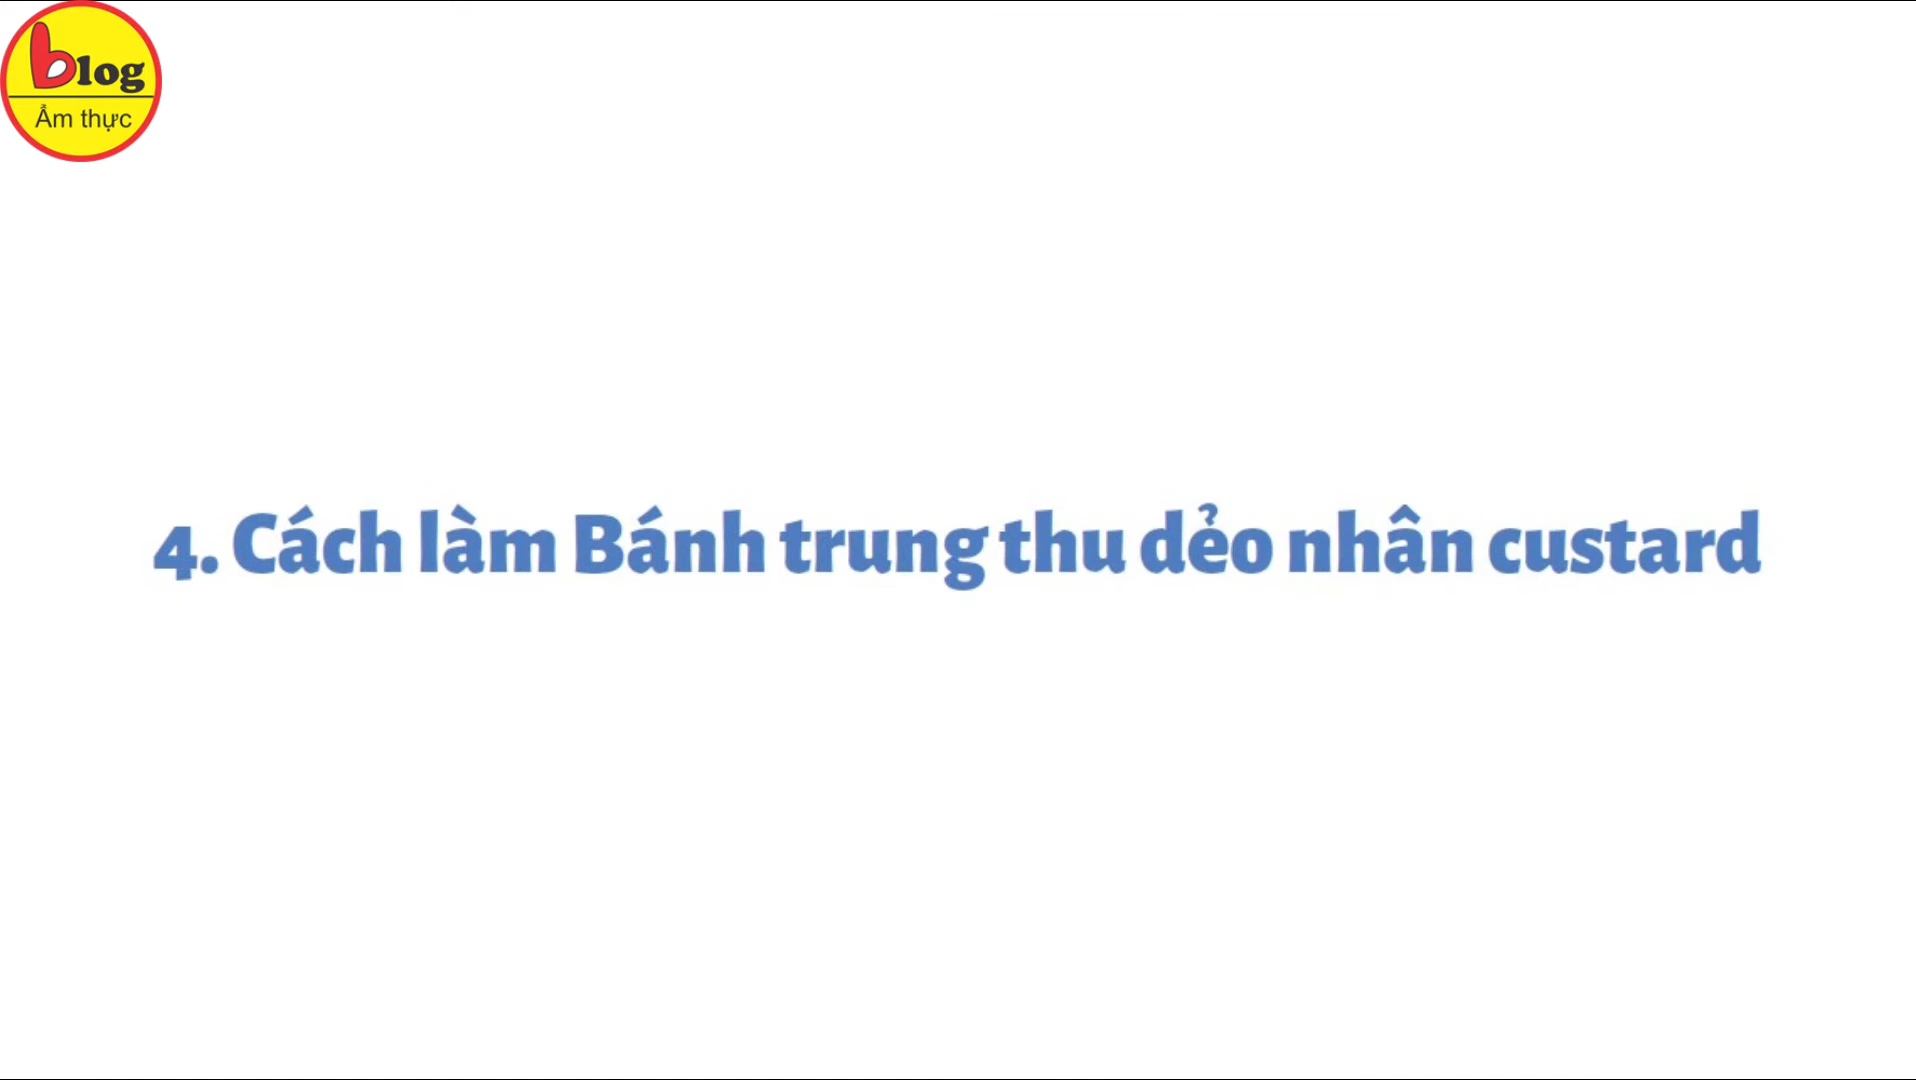 blog
Ẩm thực
4. Cách làm Bánh trung thu dẻo nhân custard